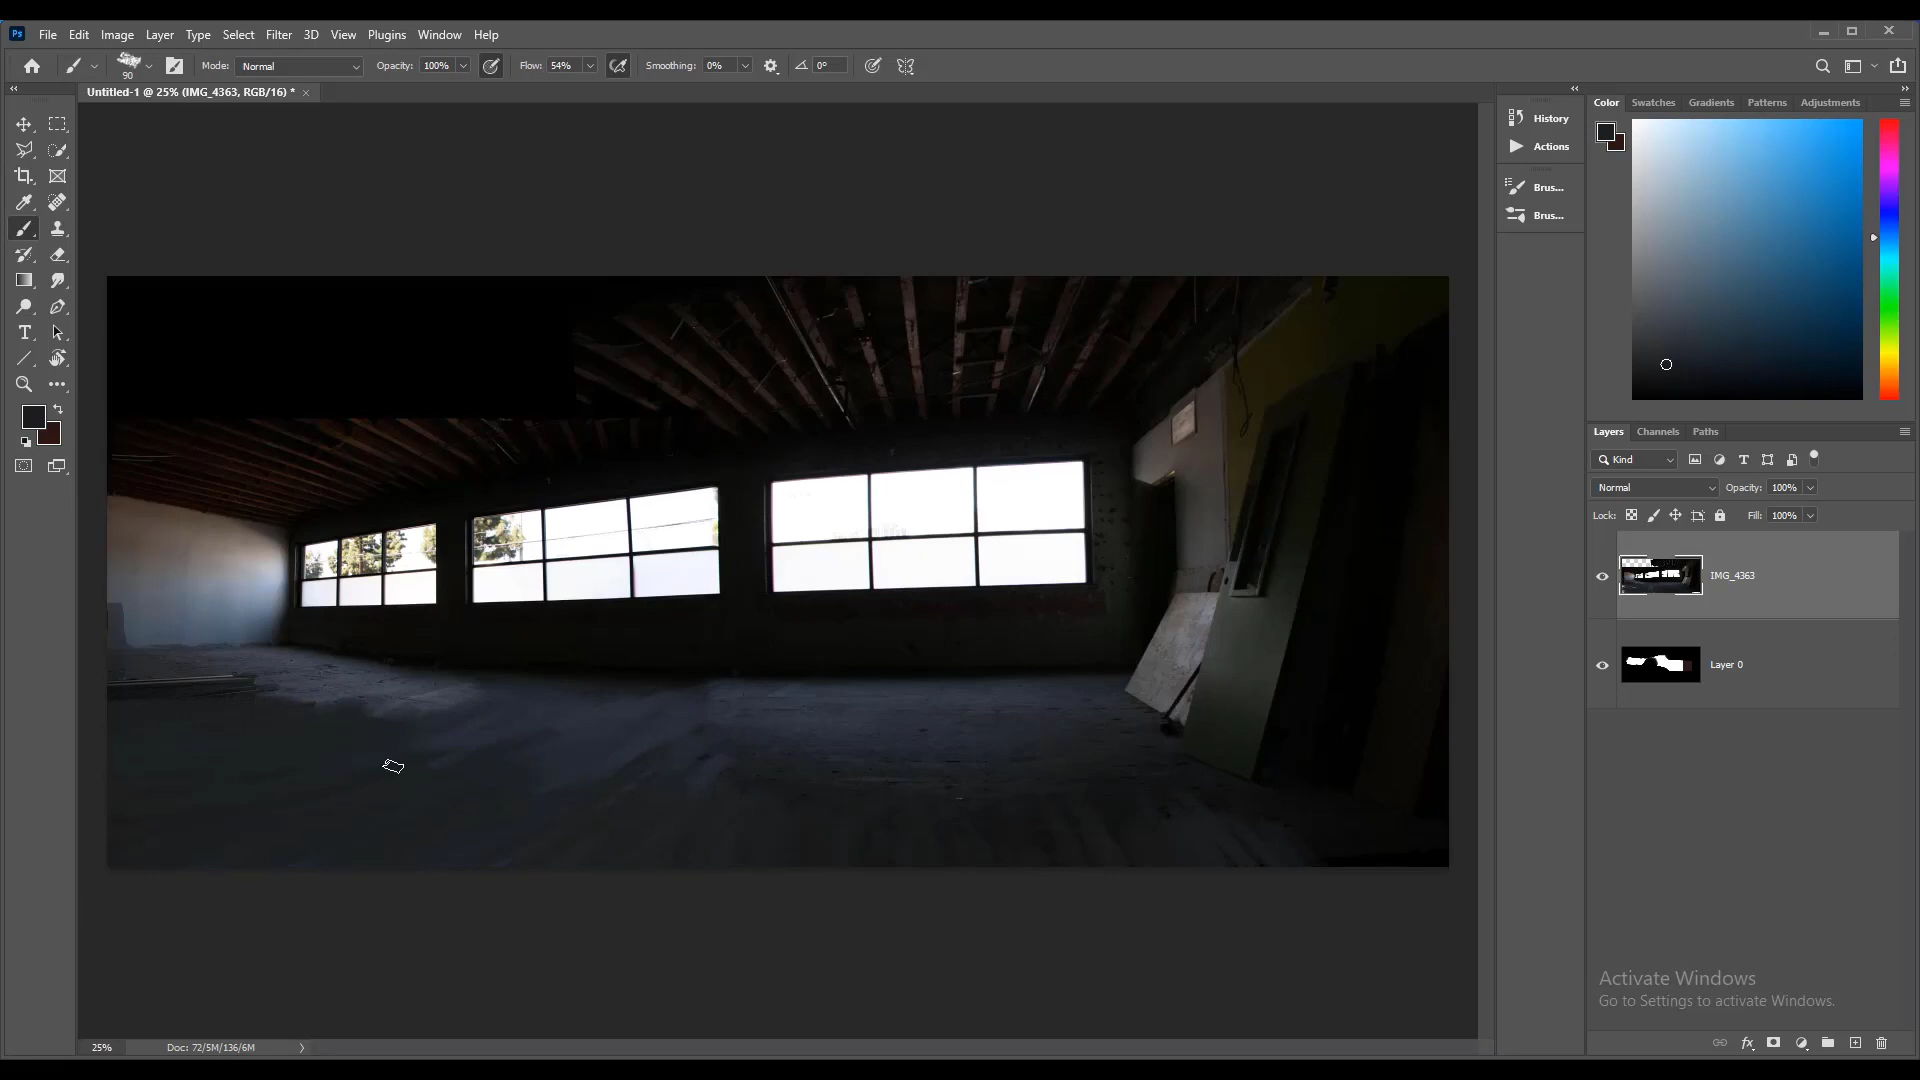 Ps File Edit Image Layer Type Select Filter 3D View Plugins Window Help
90 Mode: Normal Opacity: 100% Flow: 54% Smoothing: 0% 0°
Untitled-1 @ 25% (IMG_4363, RGB/16) *
History
Actions
Brus...
Brus...
Color Swatches Gradients Patterns Adjustments
Layers Channels Paths
Kind
Normal Opacity: 100%
Lock: Fill: 100%
IMG_4363
Layer 0
Activate Windows
Go to Settings to activate Windows.
25% Doc: 72/5M/136/6M
fx